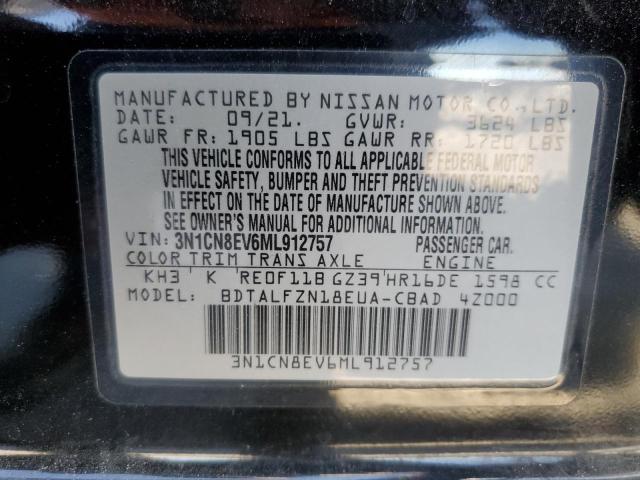 MANUFACTURED BY NISSAN MOTOR CO., LTD.
DATE: 09/21. GVWR: 3624 LBS
GAWR FR: 1905 LBS GAWR RR: 1720 LBS
THIS VEHICLE CONFORMS TO ALL APPLICABLE FEDERAL MOTOR
VEHICLE SAFETY, BUMPER AND THEFT PREVENTION STANDARDS
IN EFFECT ON THE DATE OF MANUFACTURE SHOWN ABOVE.
SEE OWNER'S MANUAL FOR ADDITIONAL INFORMATION.
VIN: 3N1CN8EV6ML912757 PASSENGER CAR.
COLOR TRIM TRANS AXLE ENGINE
KH3 K RE0F11B GZ39 HR16DE 1598 CC
MODEL: BDTALFZN18EUA-CBAD 4Z000
3N1CN8EV6ML912757